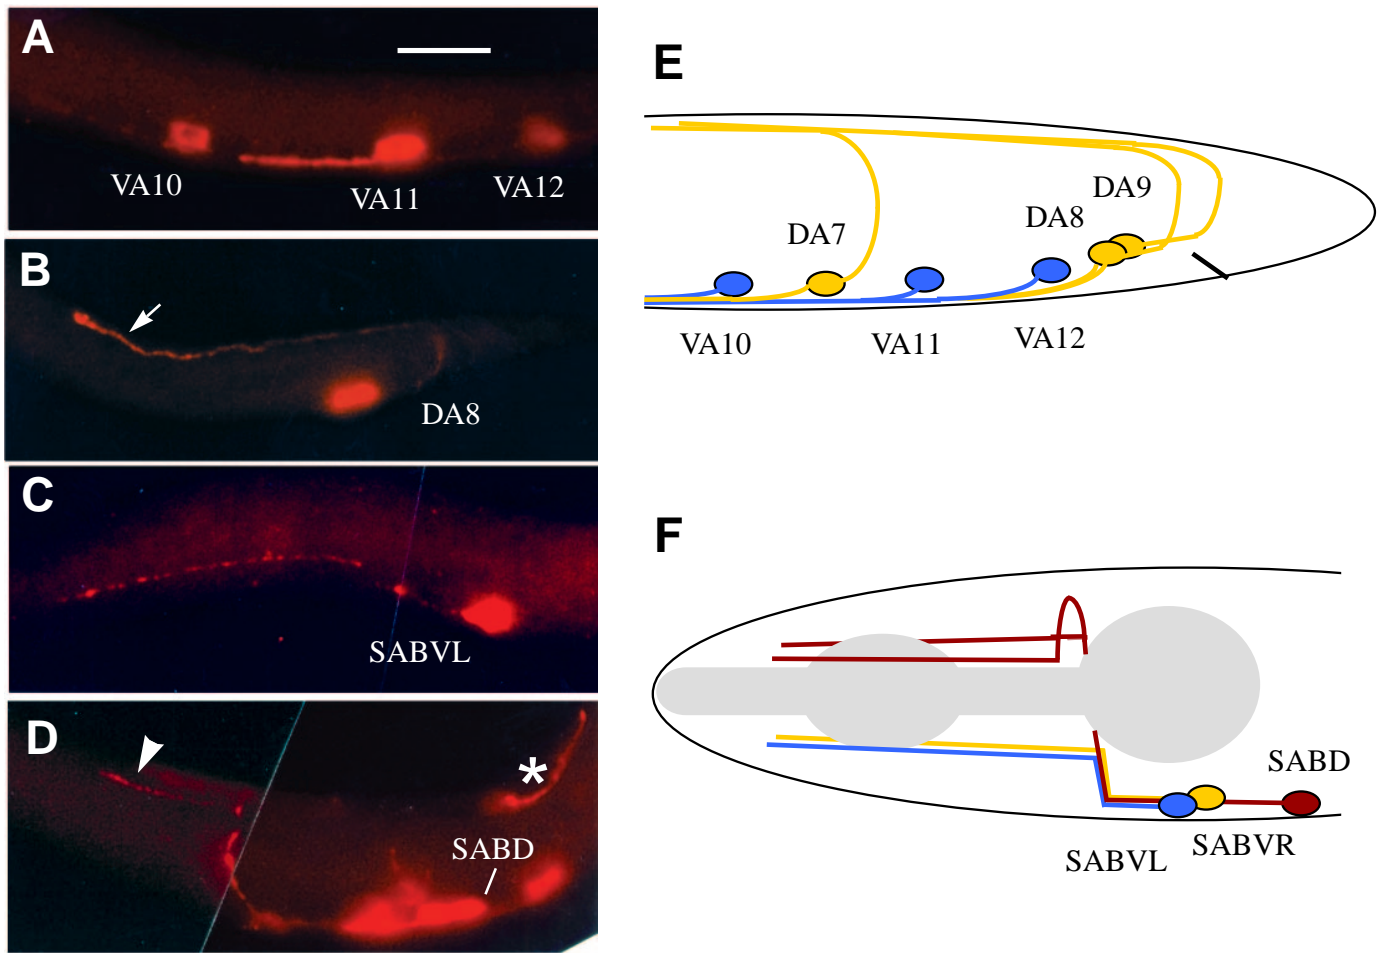 A
VA10
VA11
VA12
B
DA8
C
SABVL
D
*
SABD
E
DA9
DA8
DA7
VA10
VA11
VA12
F
SABD
SABVR
SABVL